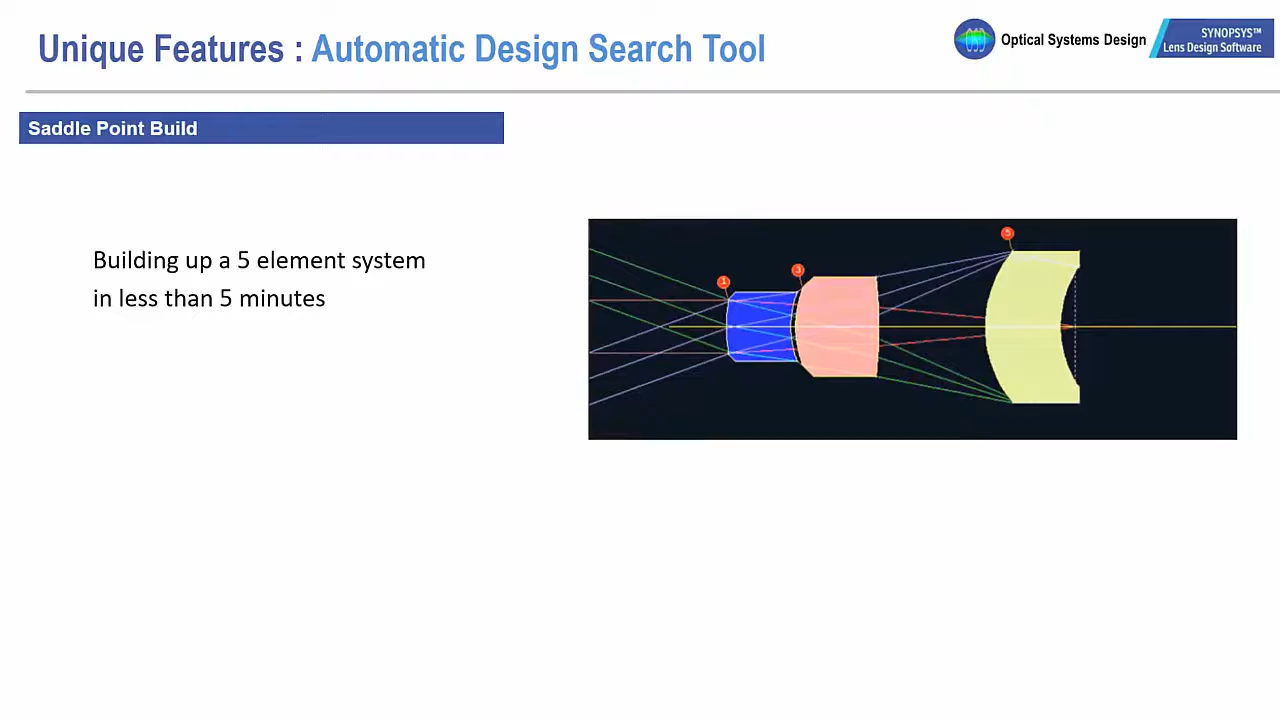 Unique Features : Automatic Design Search Tool
Optical Systems Design
SYNOPSYS™
Lens Design Software
Saddle Point Build
Building up a 5 element system
in less than 5 minutes
1
3
5